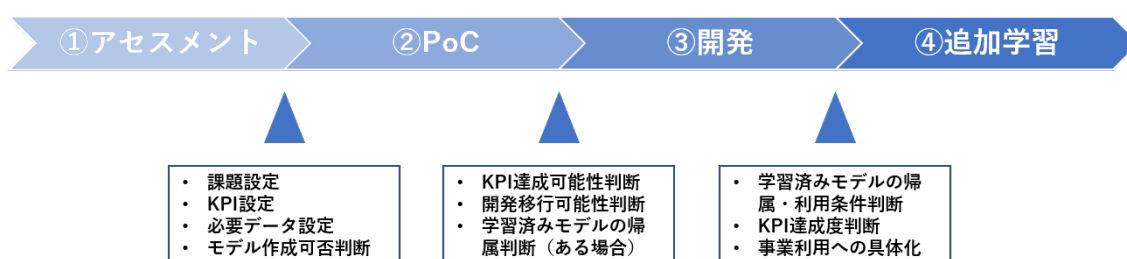 ①アセスメント
②PoC
③開発
④追加学習
• 課題設定
• KPI設定
• 必要データ設定
• モデル作成可否判断
• KPI達成可能性判断
• 開発移行可能性判断
• 学習済みモデルの帰
属判断（ある場合）
• 学習済みモデルの帰
属・利用条件判断
• KPI達成度判断
• 事業利用への具体化